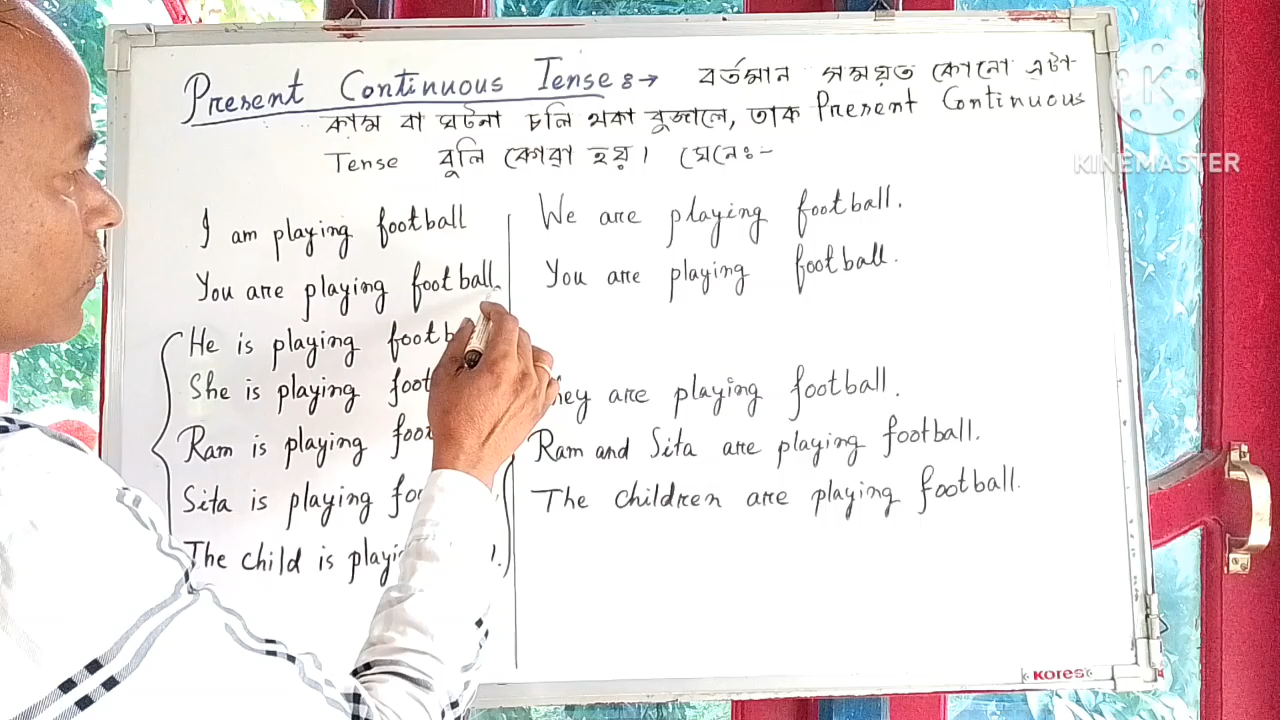 Present Continuous Tense ঃ→ বৰ্তমান সময়ত কোনো এটা
কাম বা ঘটনা চলি থকা বুজালে, তাক Present Continuous
Tense বুলি কোৱা হয়। যেনেঃ-
I am playing football
You are playing football.
He is playing
She is playing
Ram is playing
Sita is playing
The child is
We are playing football.
You are playing football.
are playing football.
Ram and Sita are playing football.
The children are playing football.
KINEMASTER
kores